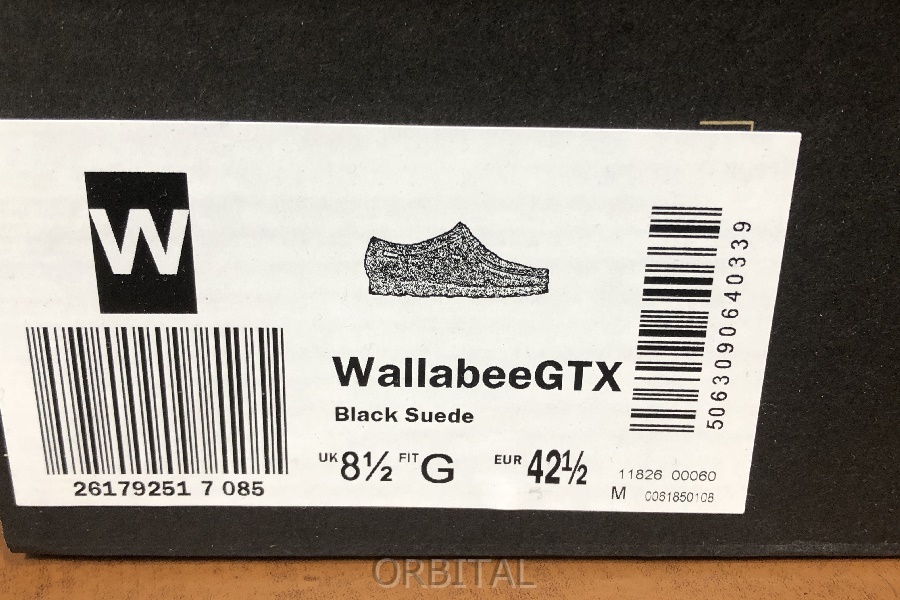 W
WallabeeGTX
Black Suede
UK 8½ FIT G EUR 42½
26179251 7 085
5063090640339
11826 00060
M 0061850108
ORBITAL